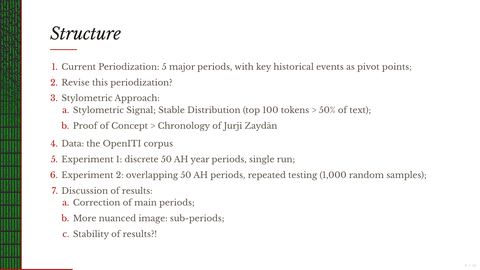 Structure
1. Current Periodization: 5 major periods, with key historical events as pivot points;
2. Revise this periodization?
3. Stylometric Approach:
a. Stylometric Signal; Stable Distribution (top 100 tokens > 50% of text);
b. Proof of Concept > Chronology of Jurji Zaydān
4. Data: the OpenITI corpus
5. Experiment 1: discrete 50 AH year periods, single run;
6. Experiment 2: overlapping 50 AH periods, repeated testing (1,000 random samples);
7. Discussion of results:
a. Correction of main periods;
b. More nuanced image: sub-periods;
c. Stability of results?!